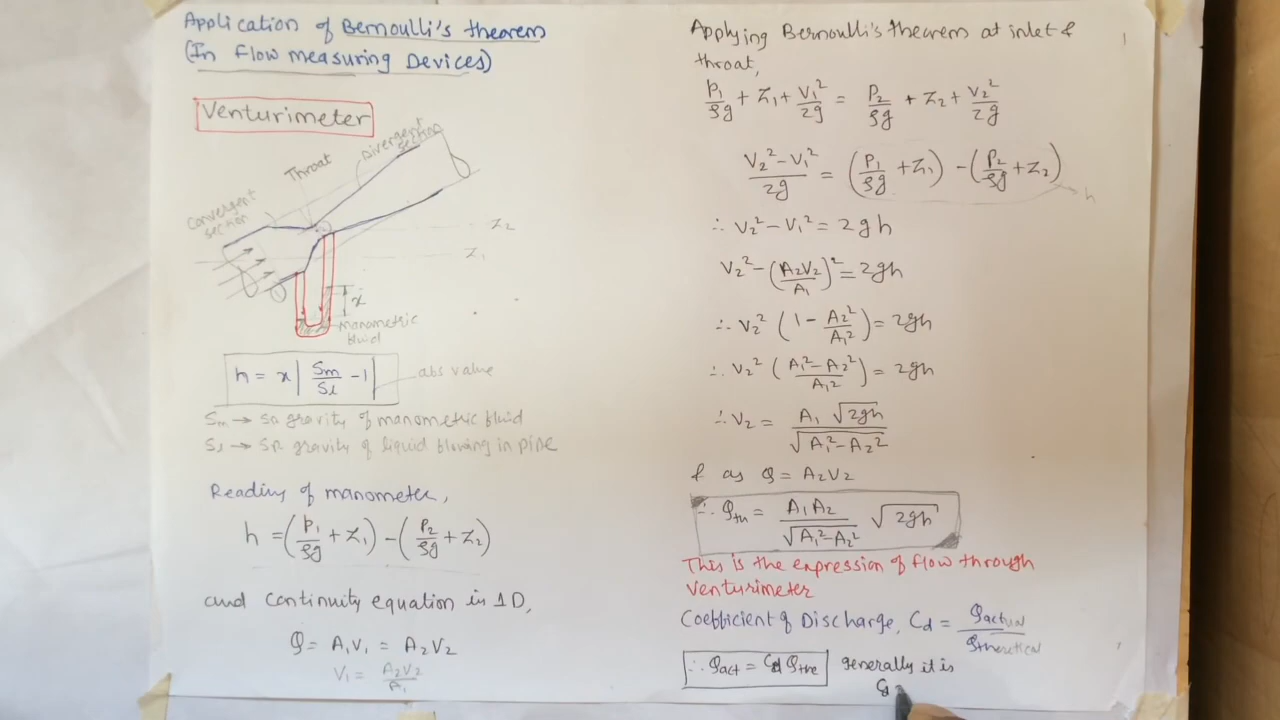 Application of Bernoulli's theorem
(In Flow measuring Devices)
Venturimeter
Divergent
section
Throat
Convergent
section
Z₂
Z₁
①
x
manometric
fluid
h = x | Sm/Sl - 1 |
abs value
Sm → Sp gravity of manometric fluid
Sl → Sp gravity of liquid flowing in pipe
Reading of manometer,
h = (P₁/ρg + Z₁) - (P₂/ρg + Z₂)
and continuity equation in 1D,
Q = A₁V₁ = A₂V₂
V₁ = A₂V₂/A₁
Applying Bernoulli's theorem at inlet &
throat,
P₁/ρg + Z₁ + V₁²/2g = P₂/ρg + Z₂ + V₂²/2g
V₂² - V₁²/2g = (P₁/ρg + Z₁) - (P₂/ρg + Z₂)
h
∴ V₂² - V₁² = 2gh
V₂² - (A₂V₂/A₁)² = 2gh
∴ V₂² (1 - A₂²/A₁²) = 2gh
∴ V₂² (A₁² - A₂²/A₁²) = 2gh
∴ V₂ = A₁ √2gh/√A₁² - A₂²
& as Q = A₂V₂
∴ Qth = A₁A₂/√A₁² - A₂² √2gh
This is the expression of flow through
Venturimeter
Coefficient of Discharge, Cd = Qactual/Qtheoretical
∴ Qact = Cd Qthe generally it is
Cd